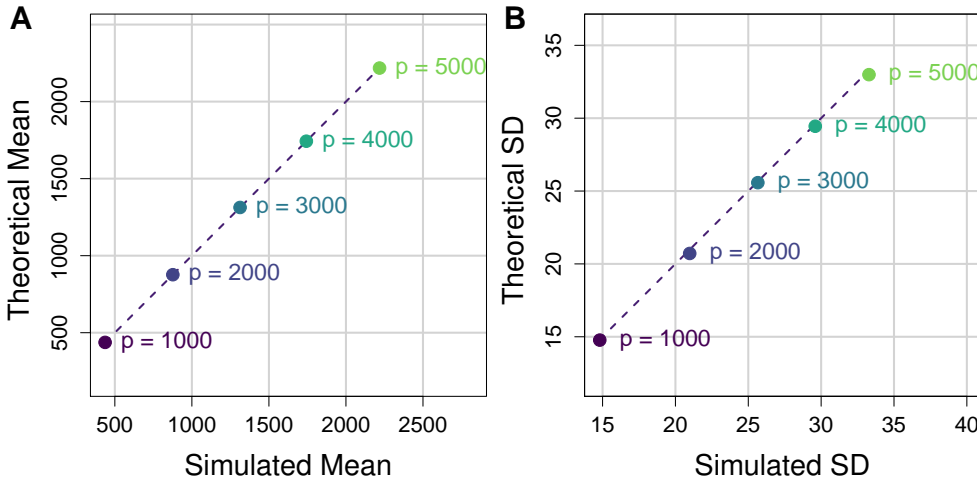 A
Theoretical Mean
500
1000
1500
2000
p = 5000
p = 4000
p = 3000
p = 2000
p = 1000
500
1000
1500
2000
2500
Simulated Mean
B
Theoretical SD
15
20
25
30
35
p = 5000
p = 4000
p = 3000
p = 2000
p = 1000
15
20
25
30
35
40
Simulated SD